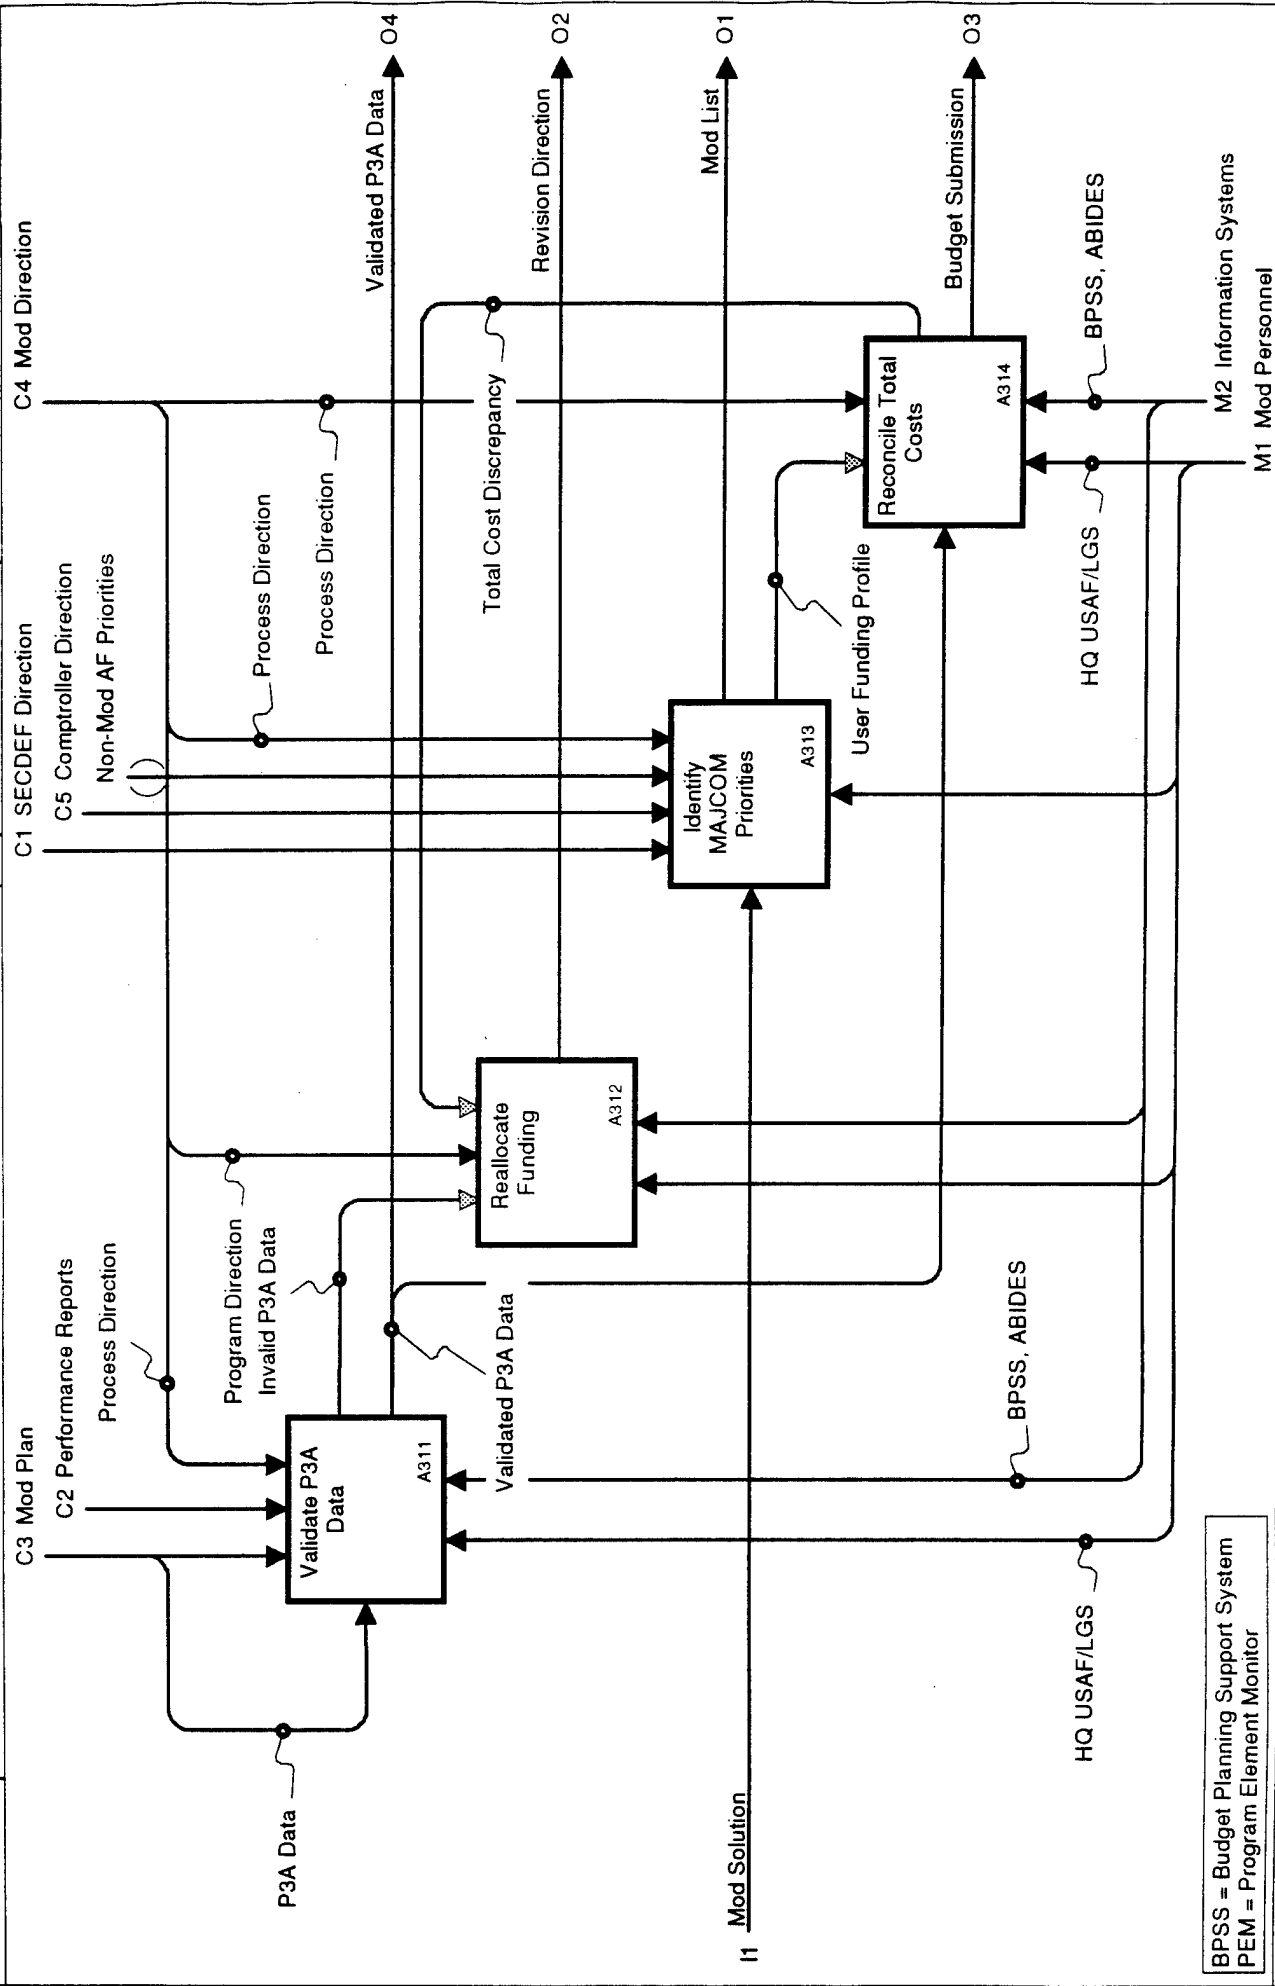 C3 Mod Plan
C2 Performance Reports
Process Direction
C1 SECDEF Direction
C5 Comptroller Direction
Non-Mod AF Priorities
C4 Mod Direction
P3A Data
Program Direction
Invalid P3A Data
Process Direction
Process Direction
Validated P3A Data
O4
Validate P3A
Data
A311
Validated P3A Data
Total Cost Discrepancy
Revision Direction
O2
Reallocate
Funding
A312
I1
Mod Solution
Identify
MAJCOM
Priorities
A313
Mod List
O1
User Funding Profile
Reconcile Total
Costs
A314
Budget Submission
O3
BPSS, ABIDES
HQ USAF/LGS
HQ USAF/LGS
BPSS, ABIDES
M2 Information Systems
M1 Mod Personnel
BPSS = Budget Planning Support System
PEM = Program Element Monitor